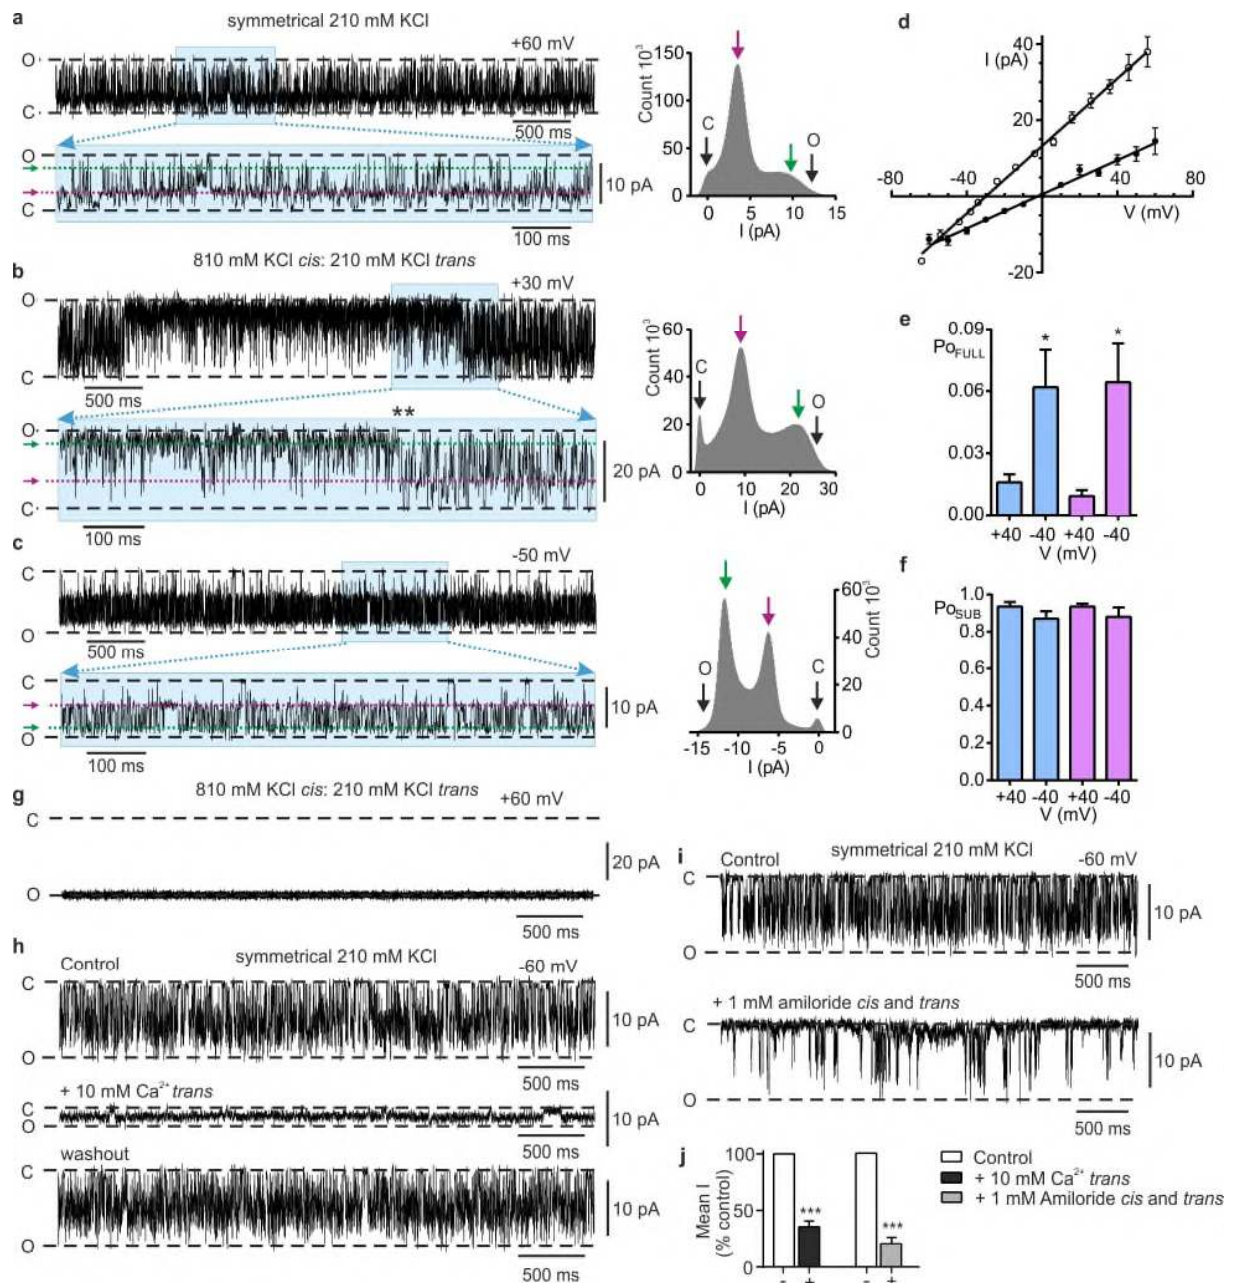 a
symmetrical 210 mM KCl
+60 mV
O
C
500 ms
O
C
10 pA
100 ms
Count 10³
150
100
50
0
C
O
0 5 10 15
I (pA)
b
810 mM KCl cis: 210 mM KCl trans
+30 mV
O
C
500 ms
**
O
C
20 pA
100 ms
Count 10³
60
40
20
0
C
O
0 10 20 30
I (pA)
c
-50 mV
C
O
500 ms
C
O
10 pA
100 ms
60
40
20
0
Count 10³
O
C
-15 -10 -5 0
I (pA)
d
I (pA)
40
20
-20
-80 -40 40 80
V (mV)
e
Po FULL
0.09
0.06
0.03
0.00
* *
+40 -40 +40 -40
V (mV)
f
Po SUB
1.0
0.8
0.6
0.4
0.2
0.0
+40 -40 +40 -40
V (mV)
g
810 mM KCl cis: 210 mM KCl trans
+60 mV
C
O
20 pA
500 ms
h
Control
symmetrical 210 mM KCl
-60 mV
C
O
10 pA
500 ms
+ 10 mM Ca²⁺ trans
C
O
10 pA
500 ms
washout
C
O
10 pA
500 ms
i
Control
symmetrical 210 mM KCl
-60 mV
C
O
10 pA
500 ms
+ 1 mM amiloride cis and trans
C
O
10 pA
500 ms
j
Mean I
(% control)
100
50
0
*** ***
- + - +
Control
+ 10 mM Ca²⁺ trans
+ 1 mM Amiloride cis and trans